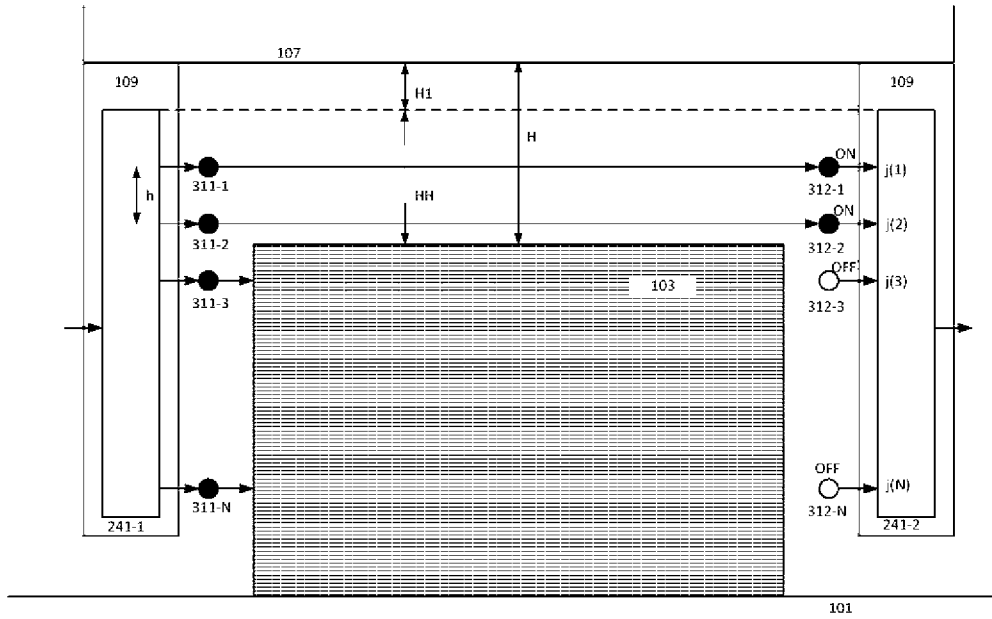 107
109
109
H1
H
ON
h
311-1
312-1
j(1)
HH
ON
311-2
312-2
j(2)
OFF
103
311-3
312-3
j(3)
OFF
311-N
312-N
j(N)
241-1
241-2
101